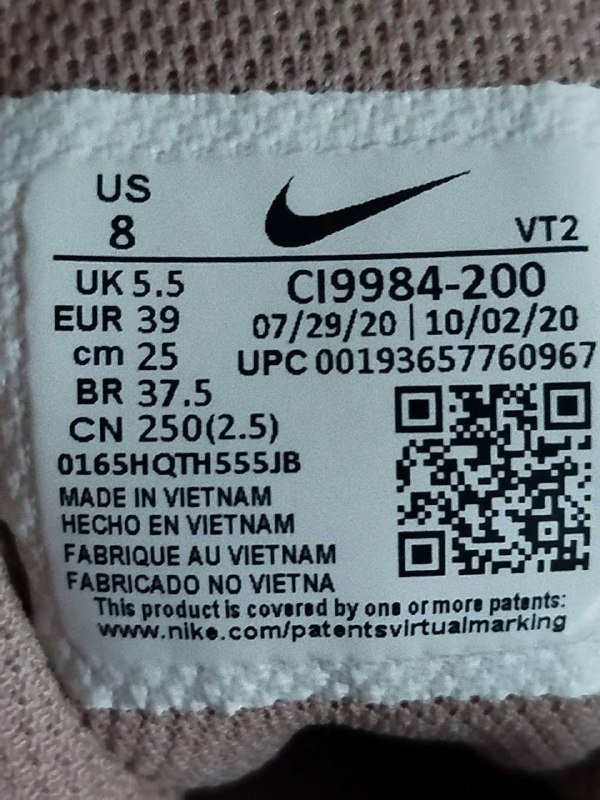 US
8
VT2
UK 5.5
CI9984-200
EUR 39
07/29/20 | 10/02/20
cm 25
UPC 00193657760967
BR 37.5
CN 250(2.5)
0165HQTH555JB
MADE IN VIETNAM
HECHO EN VIETNAM
FABRIQUE AU VIETNAM
FABRICADO NO VIETNA
This product is covered by one or more patents:
www.nike.com/patentsvirtualmarking